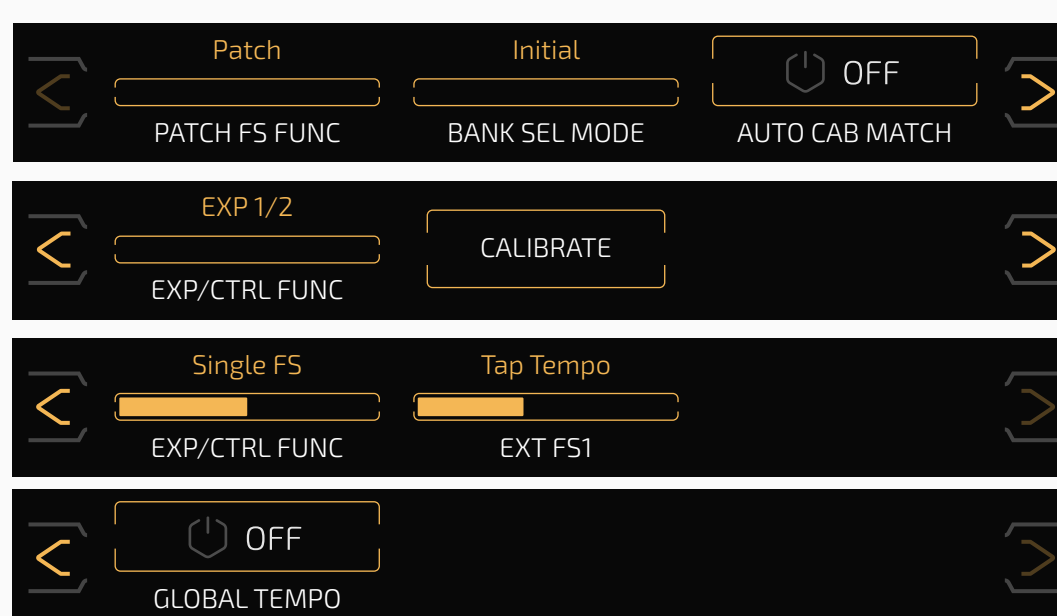 Patch Initial OFF
PATCH FS FUNC BANK SEL MODE AUTO CAB MATCH
EXP 1/2
CALIBRATE
EXP/CTRL FUNC
Single FS Tap Tempo
EXP/CTRL FUNC EXT FS1
OFF
GLOBAL TEMPO